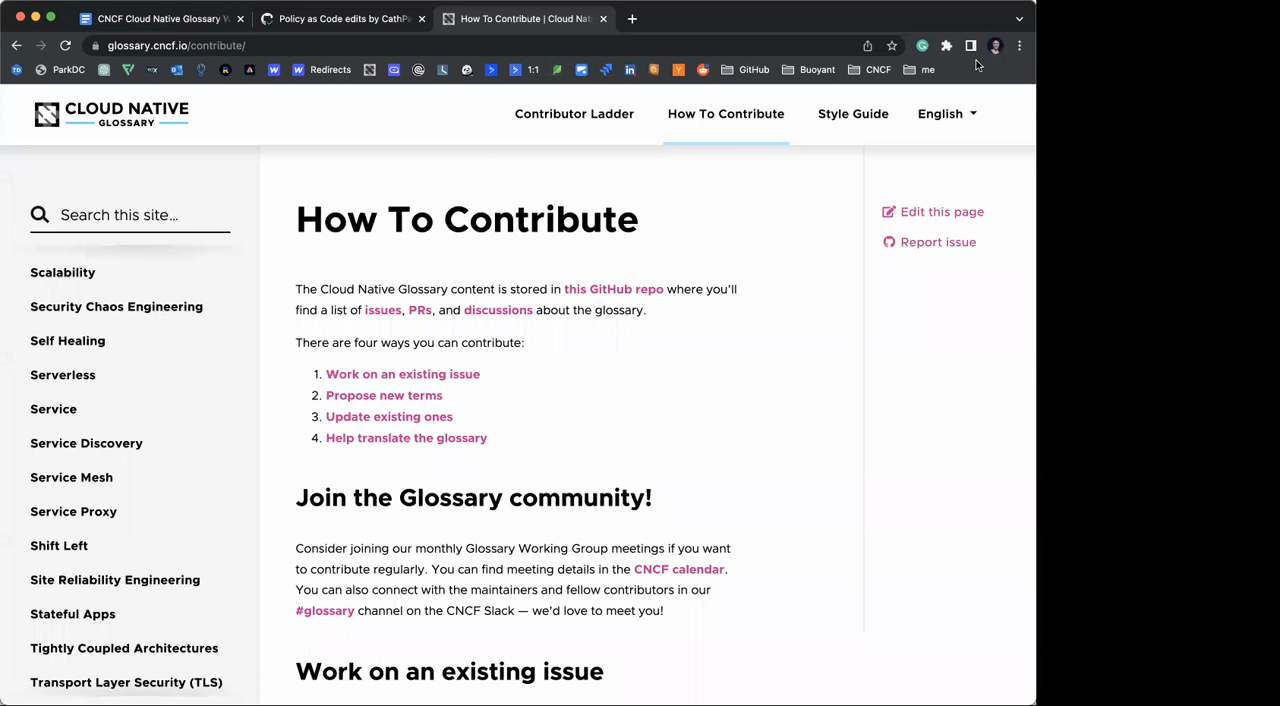 CNCF Cloud Native Glossary W
Policy as Code edits by CathPa
How To Contribute | Cloud Nat
glossary.cncf.io/contribute/
ParkDC
Redirects
1:1
GitHub
Buoyant
CNCF
me
CLOUD NATIVE
GLOSSARY
Contributor Ladder
How To Contribute
Style Guide
English
Search this site…
Scalability
Security Chaos Engineering
Self Healing
Serverless
Service
Service Discovery
Service Mesh
Service Proxy
Shift Left
Site Reliability Engineering
Stateful Apps
Tightly Coupled Architectures
Transport Layer Security (TLS)
How To Contribute
The Cloud Native Glossary content is stored in this GitHub repo where you'll
find a list of issues, PRs, and discussions about the glossary.
There are four ways you can contribute:
1. Work on an existing issue
2. Propose new terms
3. Update existing ones
4. Help translate the glossary
Join the Glossary community!
Consider joining our monthly Glossary Working Group meetings if you want
to contribute regularly. You can find meeting details in the CNCF calendar.
You can also connect with the maintainers and fellow contributors in our
#glossary channel on the CNCF Slack — we'd love to meet you!
Work on an existing issue
Edit this page
Report issue